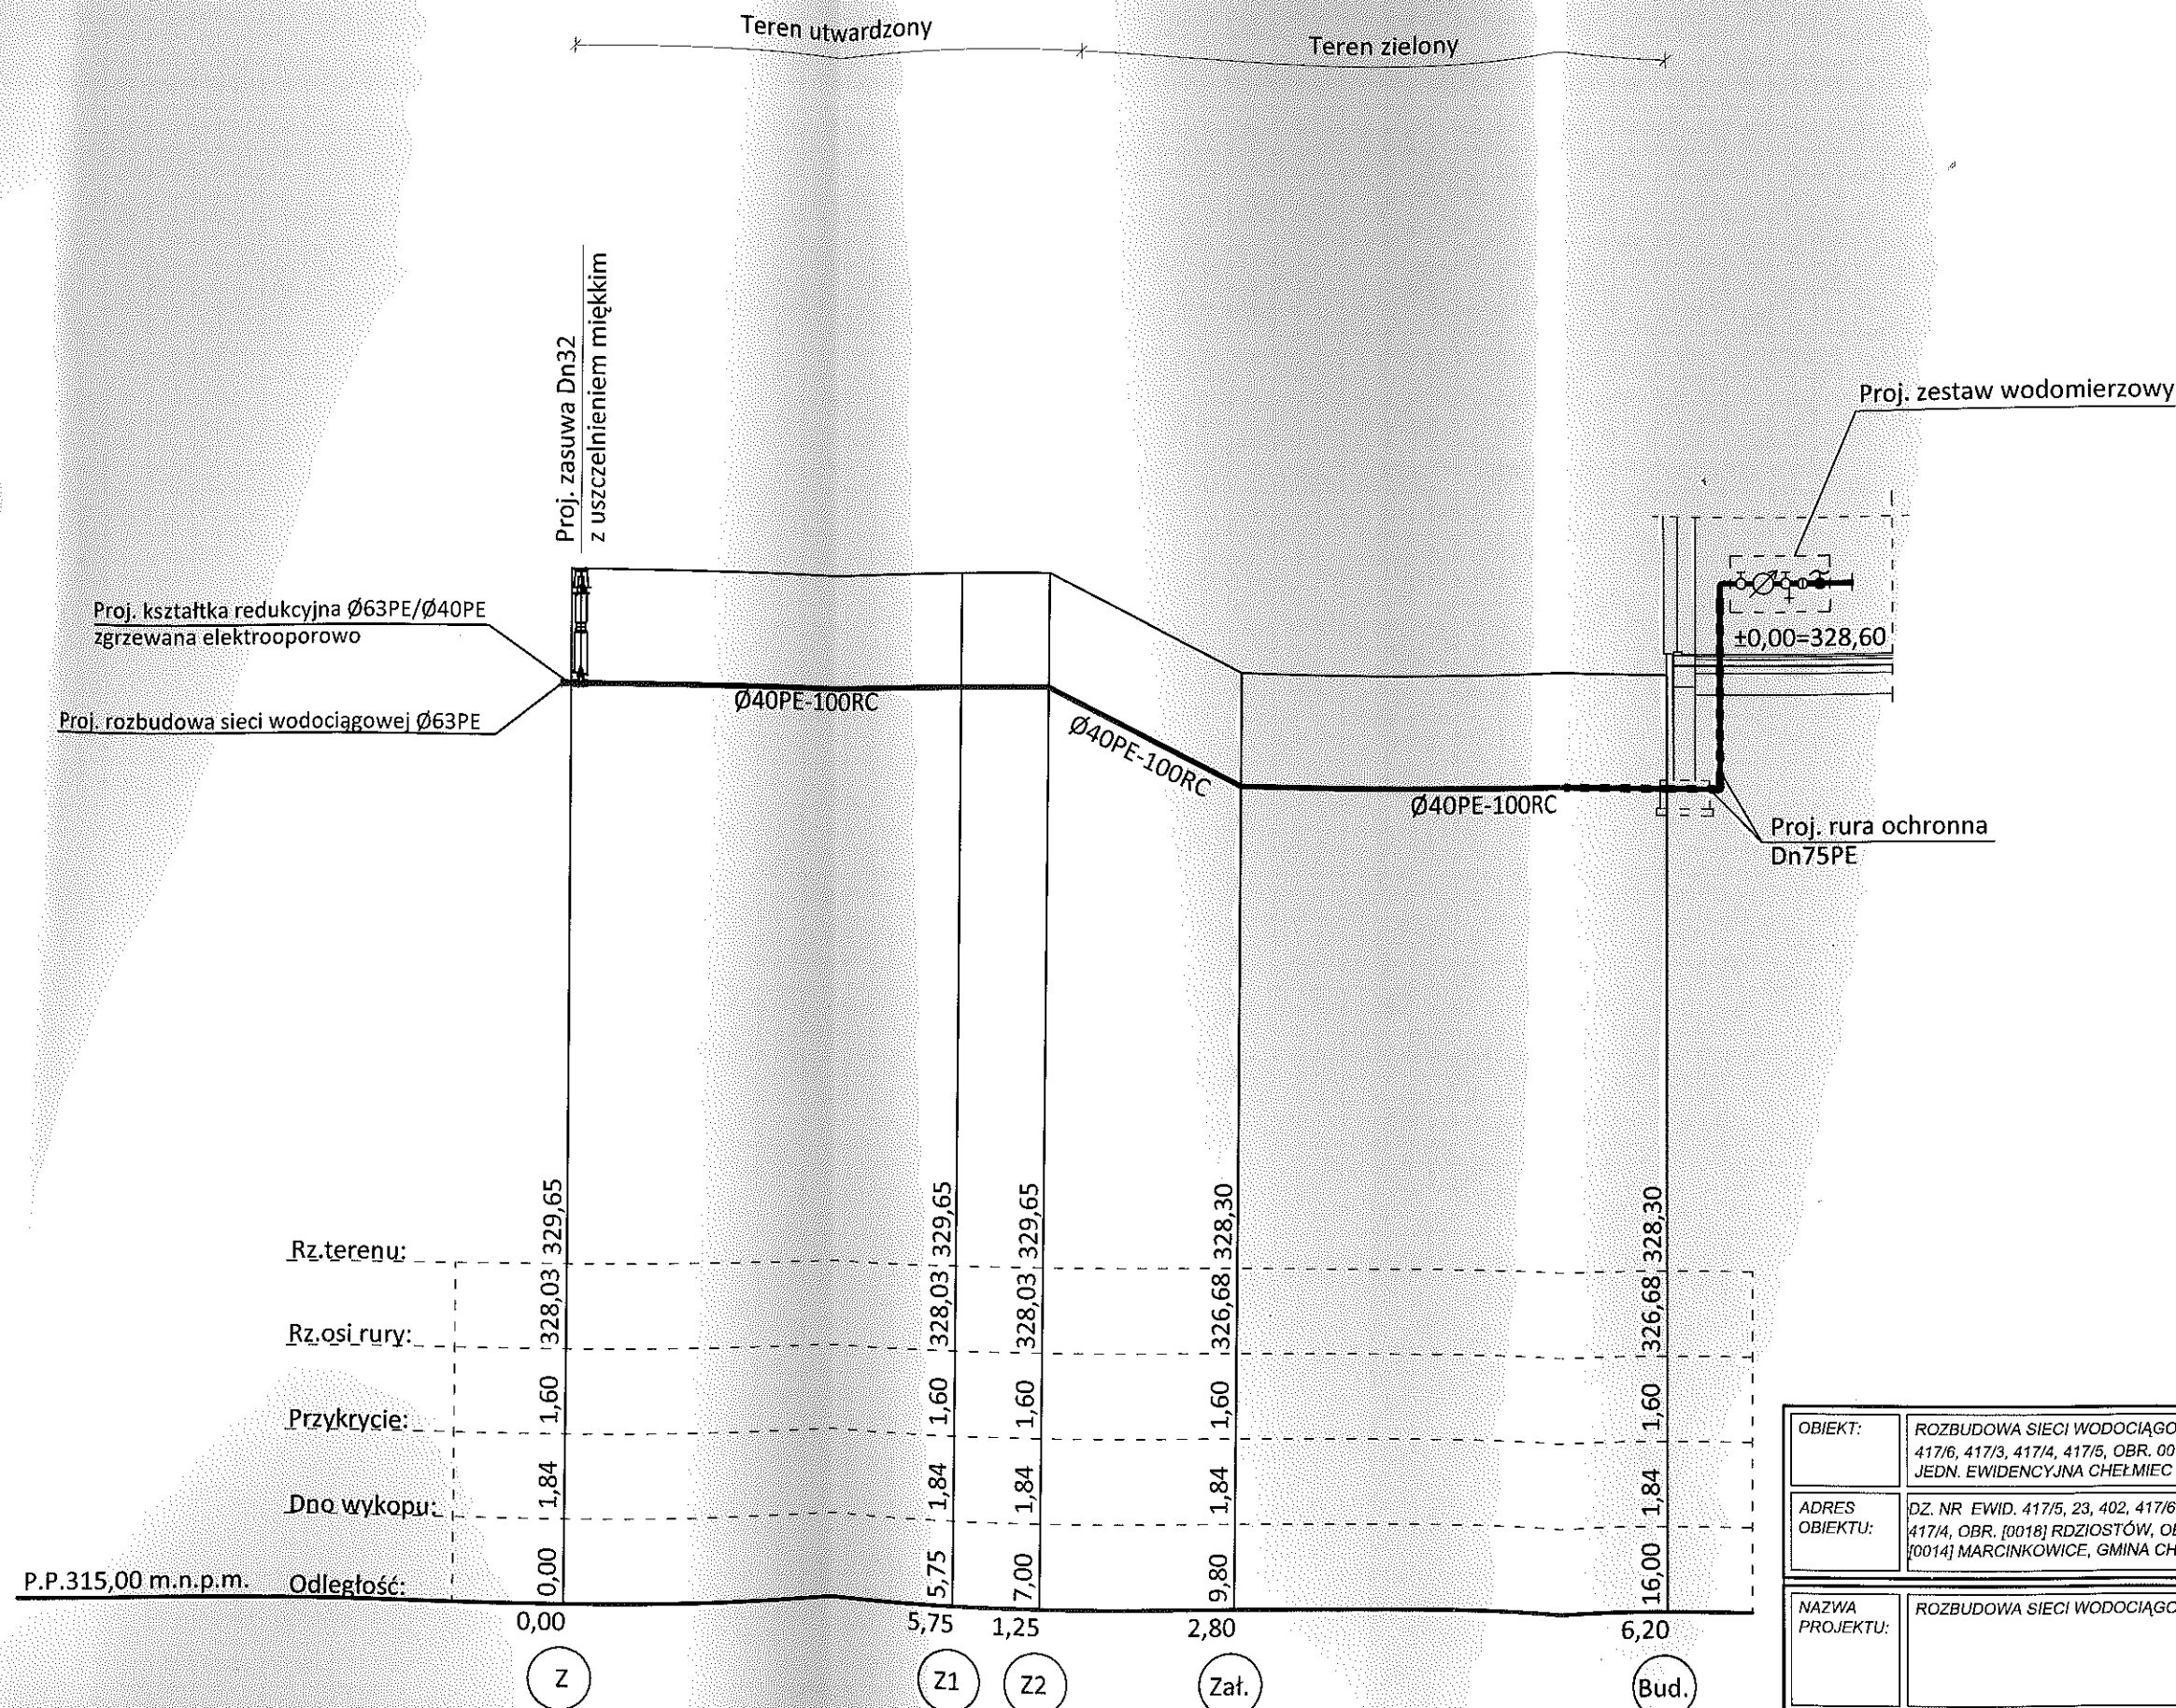 Teren utwardzony
Teren zielony
Proj. zasuwa Dn32
z uszczelnieniem miękkim
Proj. zestaw wodomierzowy
Proj. kształtka redukcyjna Ø63PE/Ø40PE
zgrzewana elektrooporowo
±0,00=328,60
Proj. rozbudowa sieci wodociągowej Ø63PE
Ø40PE-100RC
Ø40PE-100RC
Ø40PE-100RC
Proj. rura ochronna
Dn75PE
Rz.terenu: 329,65 329,65 329,65 328,30 328,30
Rz.osi rury: 328,03 328,03 328,03 326,68 326,68
Przykrycie: 1,60 1,60 1,60 1,60 1,60
Dno wykopu: 1,84 1,84 1,84 1,84 1,84
P.P.315,00 m.n.p.m. Odległość: 0,00 5,75 7,00 9,80 16,00
0,00 5,75 1,25 2,80 6,20
Z Z1 Z2 Zał. Bud.
OBIEKT:
ROZBUDOWA SIECI WODOCIĄGO
417/6, 417/3, 417/4, 417/5, OBR. 00
JEDN. EWIDENCYJNA CHEŁMIEC
ADRES
OBIEKTU:
DZ. NR EWID. 417/5, 23, 402, 417/6
417/4, OBR. [0018] RDZIOSTÓW, OB
[0014] MARCINKOWICE, GMINA CH
NAZWA
PROJEKTU:
ROZBUDOWA SIECI WODOCIĄGO